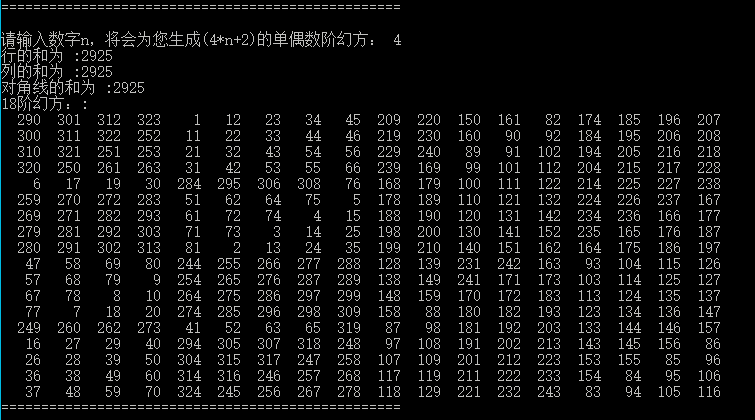 ==================================================
请输入数字n，将会为您生成(4*n+2)的单偶数阶幻方： 4
行的和为 :2925
列的和为 :2925
对角线的和为 :2925
18阶幻方：:
290 301 312 323 1 12 23 34 45 209 220 150 161 82 174 185 196 207
300 311 322 252 11 22 33 44 46 219 230 160 90 92 184 195 206 208
310 321 251 253 21 32 43 54 56 229 240 89 91 102 194 205 216 218
320 250 261 263 31 42 53 55 66 239 169 99 101 112 204 215 217 228
6 17 19 30 284 295 306 308 76 168 179 100 111 122 214 225 227 238
259 270 272 283 51 62 64 75 5 178 189 110 121 132 224 226 237 167
269 271 282 293 61 72 74 4 15 188 190 120 131 142 234 236 166 177
279 281 292 303 71 73 3 14 25 198 200 130 141 152 235 165 176 187
280 291 302 313 81 2 13 24 35 199 210 140 151 162 164 175 186 197
47 58 69 80 244 255 266 277 288 128 139 231 242 163 93 104 115 126
57 68 79 9 254 265 276 287 289 138 149 241 171 173 103 114 125 127
67 78 8 10 264 275 286 297 299 148 159 170 172 183 113 124 135 137
77 7 18 20 274 285 296 298 309 158 88 180 182 193 123 134 136 147
249 260 262 273 41 52 63 65 319 87 98 181 192 203 133 144 146 157
16 27 29 40 294 305 307 318 248 97 108 191 202 213 143 145 156 86
26 28 39 50 304 315 317 247 258 107 109 201 212 223 153 155 85 96
36 38 49 60 314 316 246 257 268 117 119 211 222 233 154 84 95 106
37 48 59 70 324 245 256 267 278 118 129 221 232 243 83 94 105 116
==================================================